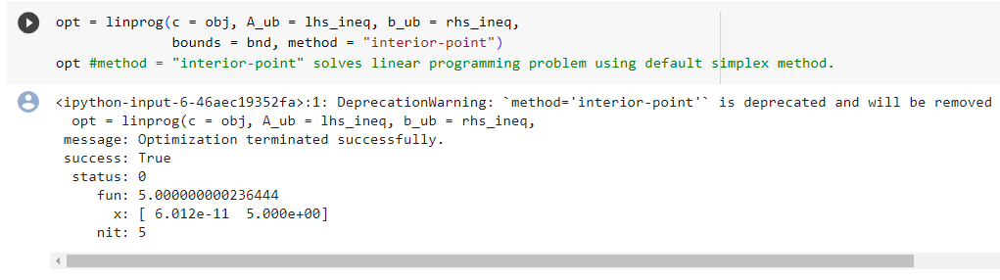 opt = linprog(c = obj, A_ub = lhs_ineq, b_ub = rhs_ineq,
bounds = bnd, method = "interior-point")
opt #method = "interior-point" solves linear programming problem using default simplex method.
<ipython-input-6-46aec19352fa>:1: DeprecationWarning: `method='interior-point'` is deprecated and will be removed
opt = linprog(c = obj, A_ub = lhs_ineq, b_ub = rhs_ineq,
message: Optimization terminated successfully.
success: True
status: 0
fun: 5.000000000236444
x: [ 6.012e-11 5.000e+00]
nit: 5